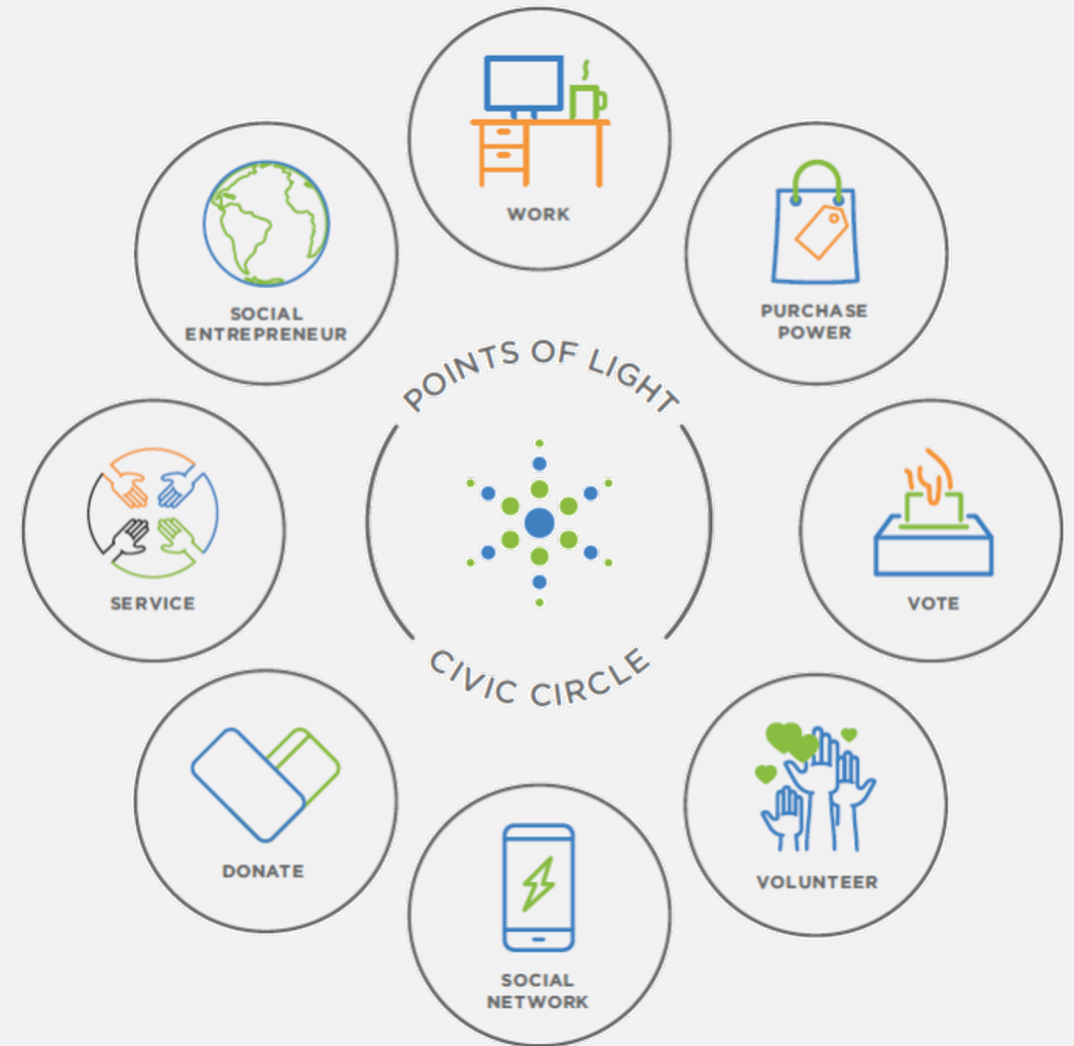 WORK
PURCHASE
POWER
VOTE
VOLUNTEER
SOCIAL
NETWORK
DONATE
SERVICE
SOCIAL
ENTREPRENEUR
POINTS OF LIGHT
CIVIC CIRCLE